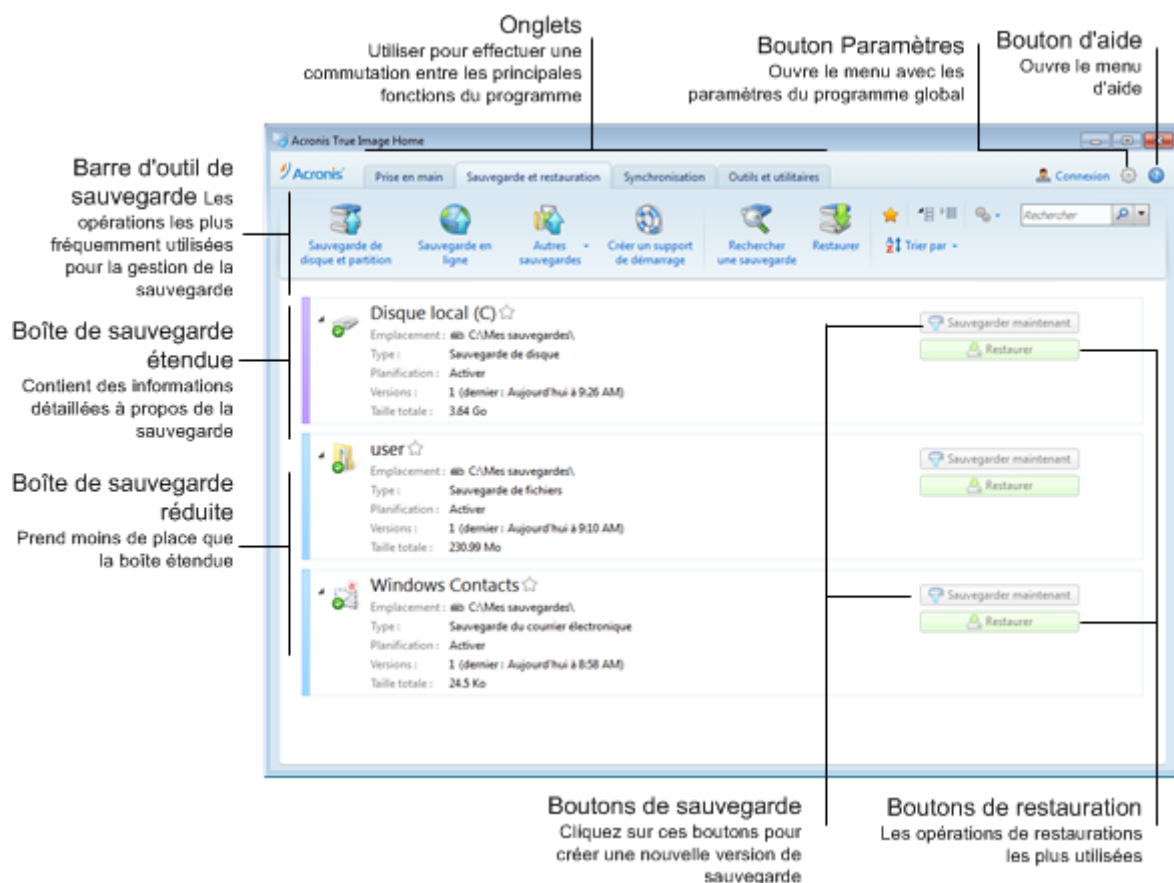 Onglets
Utiliser pour effectuer une
commutation entre les principales
fonctions du programme
Bouton Paramètres
Ouvre le menu avec les
paramètres du programme global
Bouton d'aide
Ouvre le menu
d'aide
Barre d'outil de
sauvegarde Les
opérations les plus
fréquemment utilisées
pour la gestion de la
sauvegarde
Boîte de sauvegarde
étendue
Contient des informations
détaillées à propos de la
sauvegarde
Boîte de sauvegarde
réduite
Prend moins de place que
la boîte étendue
Acronis True Image Home
Acronis
Prise en main
Sauvegarde et restauration
Synchronisation
Outils et utilitaires
Connexion
Sauvegarde de
disque et partition
Sauvegarde en
ligne
Autres
sauvegardes
Créer un support
de démarrage
Rechercher
une sauvegarde
Restaurer
Rechercher
Trier par
Disque local (C)
Emplacement : C:\Mes sauvegardes\
Type : Sauvegarde de disque
Planification : Activer
Versions : 1 (dernier : Aujourd'hui à 9:26 AM)
Taille totale : 3.64 Go
Sauvegarder maintenant
Restaurer
user
Emplacement : C:\Mes sauvegardes\
Type : Sauvegarde de fichiers
Planification : Activer
Versions : 1 (dernier : Aujourd'hui à 9:10 AM)
Taille totale : 230.99 Mo
Sauvegarder maintenant
Restaurer
Windows Contacts
Emplacement : C:\Mes sauvegardes\
Type : Sauvegarde du courrier électronique
Planification : Activer
Versions : 1 (dernier : Aujourd'hui à 8:58 AM)
Taille totale : 24.5 Ko
Sauvegarder maintenant
Restaurer
Boutons de sauvegarde
Cliquez sur ces boutons pour
créer une nouvelle version de
sauvegarde
Boutons de restauration
Les opérations de restaurations
les plus utilisées